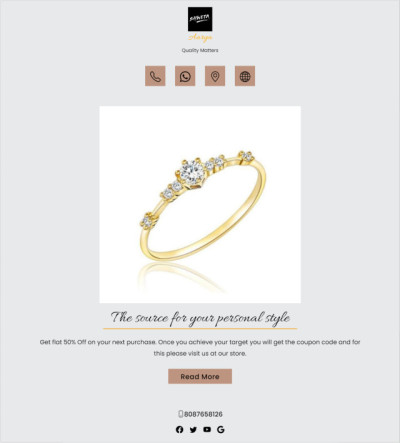 Quality Matters
The source for your personal style
Get flat 50% Off on your next purchase. Once you achieve your target you will get the coupon code and for
this please visit us at our store.
Read More
8087658126